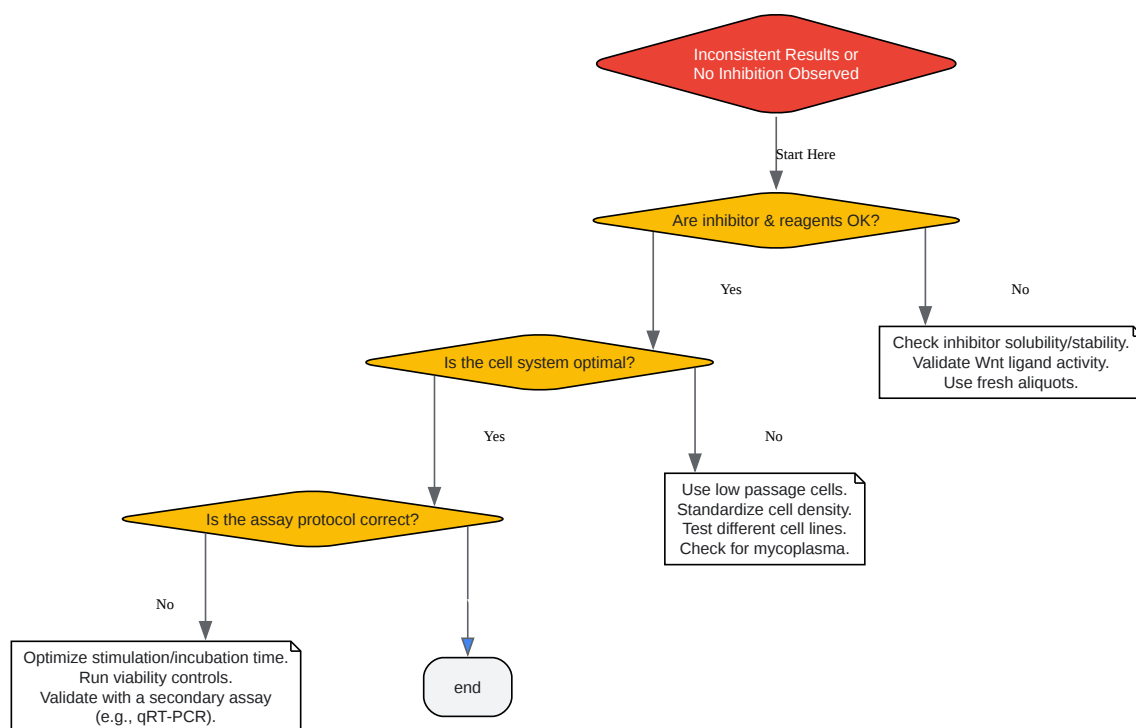 Inconsistent Results or
No Inhibition Observed
Start Here
Are inhibitor & reagents OK?
Yes
No
Check inhibitor solubility/stability.
Validate Wnt ligand activity.
Use fresh aliquots.
Is the cell system optimal?
Yes
No
Use low passage cells.
Standardize cell density.
Test different cell lines.
Check for mycoplasma.
Is the assay protocol correct?
No
Optimize stimulation/incubation time.
Run viability controls.
Validate with a secondary assay
(e.g., qRT-PCR).
end